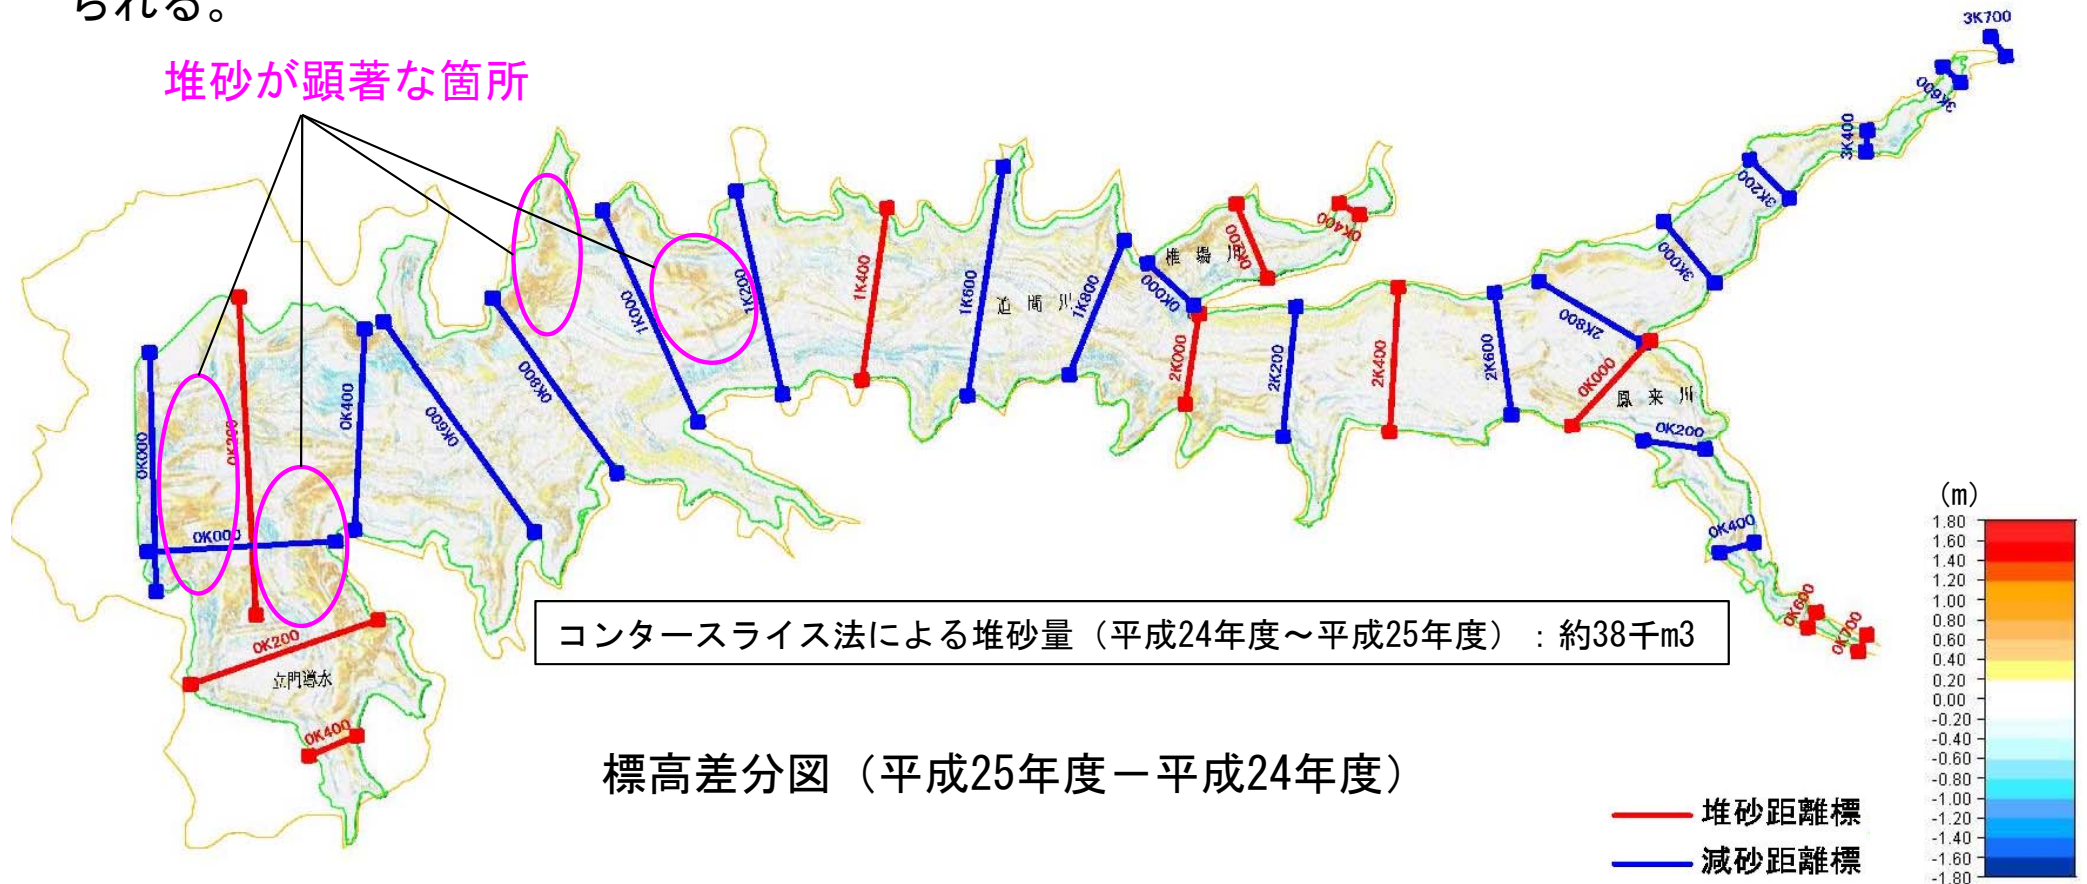 られる。
堆砂が顕著な箇所
3K700
3K600
3K400
3K200
3K000
2K800
2K600
2K400
2K200
2K000
1K800
1K600
1K400
1K200
1K000
0K800
0K600
0K400
0K200
0K000
0K000
0K200
立門導水
0K400
迫間川
椎場川
0K000
0K200
0K400
0K000
鳳来川
0K200
0K400
0K600
0K700
コンタースライス法による堆砂量（平成24年度～平成25年度）：約38千m3
標高差分図（平成25年度－平成24年度）
堆砂距離標
減砂距離標
(m)
1.80
1.60
1.40
1.20
1.00
0.80
0.60
0.40
0.20
0.00
-0.20
-0.40
-0.60
-0.80
-1.00
-1.20
-1.40
-1.60
-1.80